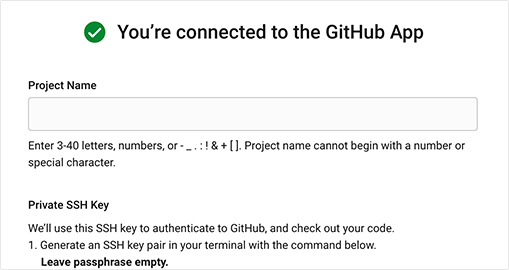 You’re connected to the GitHub App
Project Name
Enter 3-40 letters, numbers, or - _ . : ! & + [ ]. Project name cannot begin with a number or
special character.
Private SSH Key
We’ll use this SSH key to authenticate to GitHub, and check out your code.
1. Generate an SSH key pair in your terminal with the command below.
Leave passphrase empty.